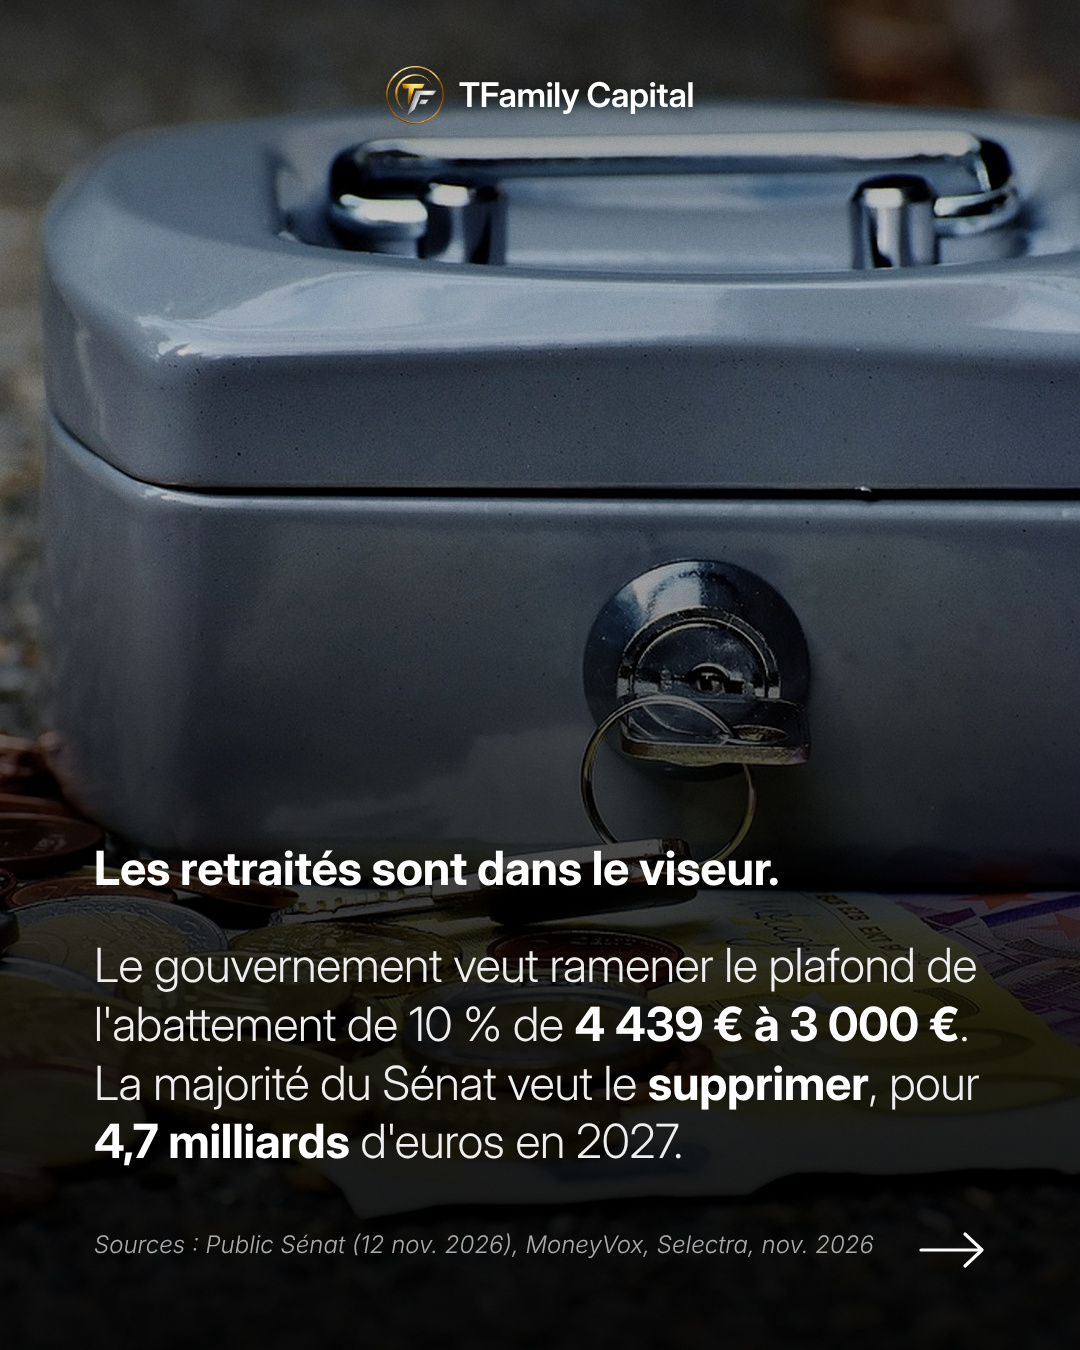 TFamily Capital
Les retraités sont dans le viseur.
Le gouvernement veut ramener le plafond de
l'abattement de 10 % de 4 439 € à 3 000 €.
La majorité du Sénat veut le supprimer, pour
4,7 milliards d'euros en 2027.
Sources : Public Sénat (12 nov. 2026), MoneyVox, Selectra, nov. 2026